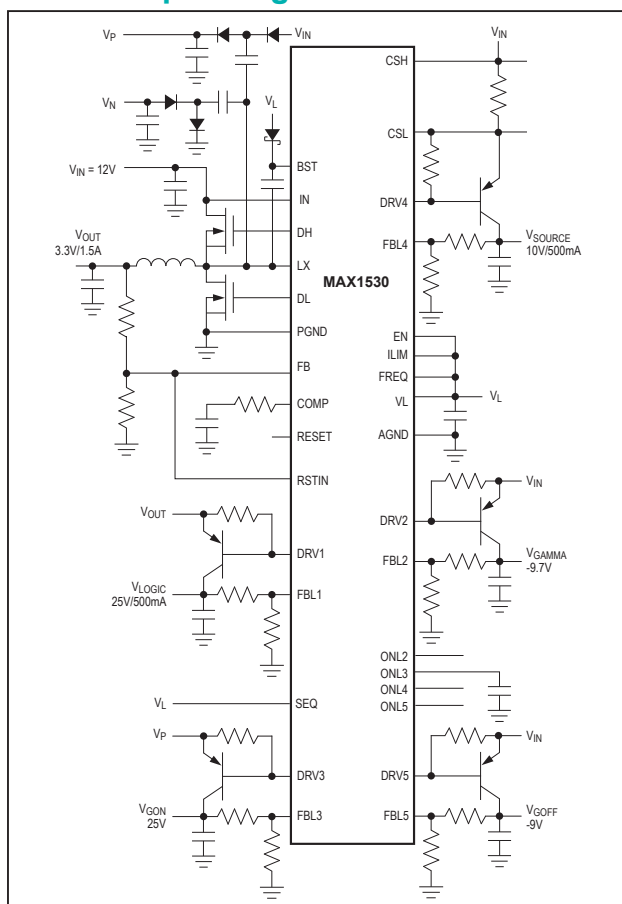 VP
VIN
VN
VL
VIN = 12V
VOUT
3.3V/1.5A
BST
IN
DH
LX
DL
PGND
FB
COMP
RESET
RSTIN
VOUT
DRV1
VLOGIC
25V/500mA
FBL1
VL
SEQ
VP
DRV3
VGON
25V
FBL3
MAX1530
VIN
CSH
CSL
DRV4
FBL4
VSOURCE
10V/500mA
EN
ILIM
FREQ
VL
VL
AGND
VIN
DRV2
FBL2
VGAMMA
-9.7V
ONL2
ONL3
ONL4
ONL5
VIN
DRV5
FBL5
VGOFF
-9V